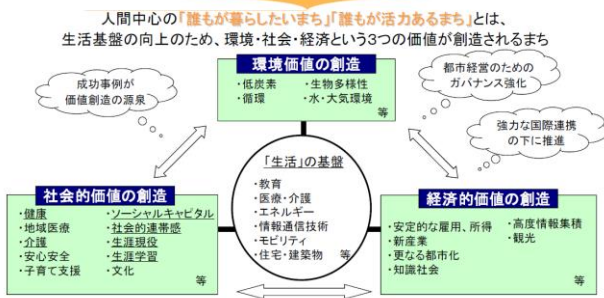 人間中心の「誰もが暮らしたいまち」「誰もが活力あるまち」とは、
生活基盤の向上のため、環境・社会・経済という3つの価値が創造されるまち
環境価値の創造
・低炭素　・生物多様性
・循環　・水・大気環境
等
成功事例が
価値創造の源泉
都市経営のための
ガバナンス強化
強力な国際連携
の下に推進
「生活」の基盤
・教育
・医療・介護
・エネルギー
・情報通信技術
・モビリティ
・住宅・建築物　等
社会的価値の創造
・健康　・ソーシャルキャピタル
・地域医療　・社会的連帯感
・介護　・生涯現役
・安心安全　・生涯学習
・子育て支援　・文化
等
経済的価値の創造
・安定的な雇用、所得　・高度情報集積
・新産業　・観光
・更なる都市化
・知識社会
等